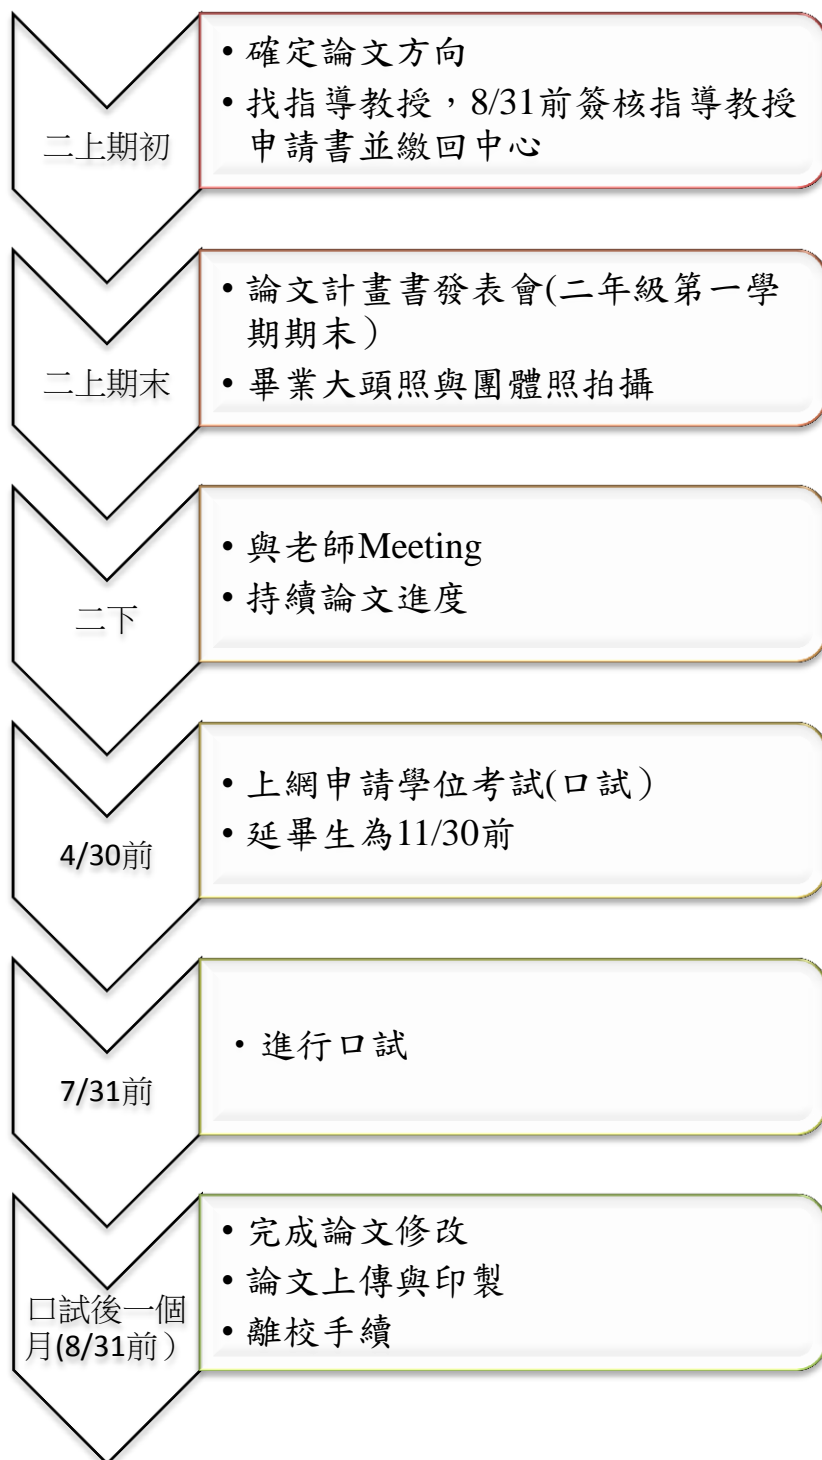 二上期初
• 確定論文方向
• 找指導教授，8/31前簽核指導教授
申請書並繳回中心
二上期末
• 論文計畫書發表會(二年級第一學
期期末）
• 畢業大頭照與團體照拍攝
二下
• 與老師Meeting
• 持續論文進度
4/30前
• 上網申請學位考試(口試）
• 延畢生為11/30前
7/31前
• 進行口試
口試後一個
月(8/31前）
• 完成論文修改
• 論文上傳與印製
• 離校手續